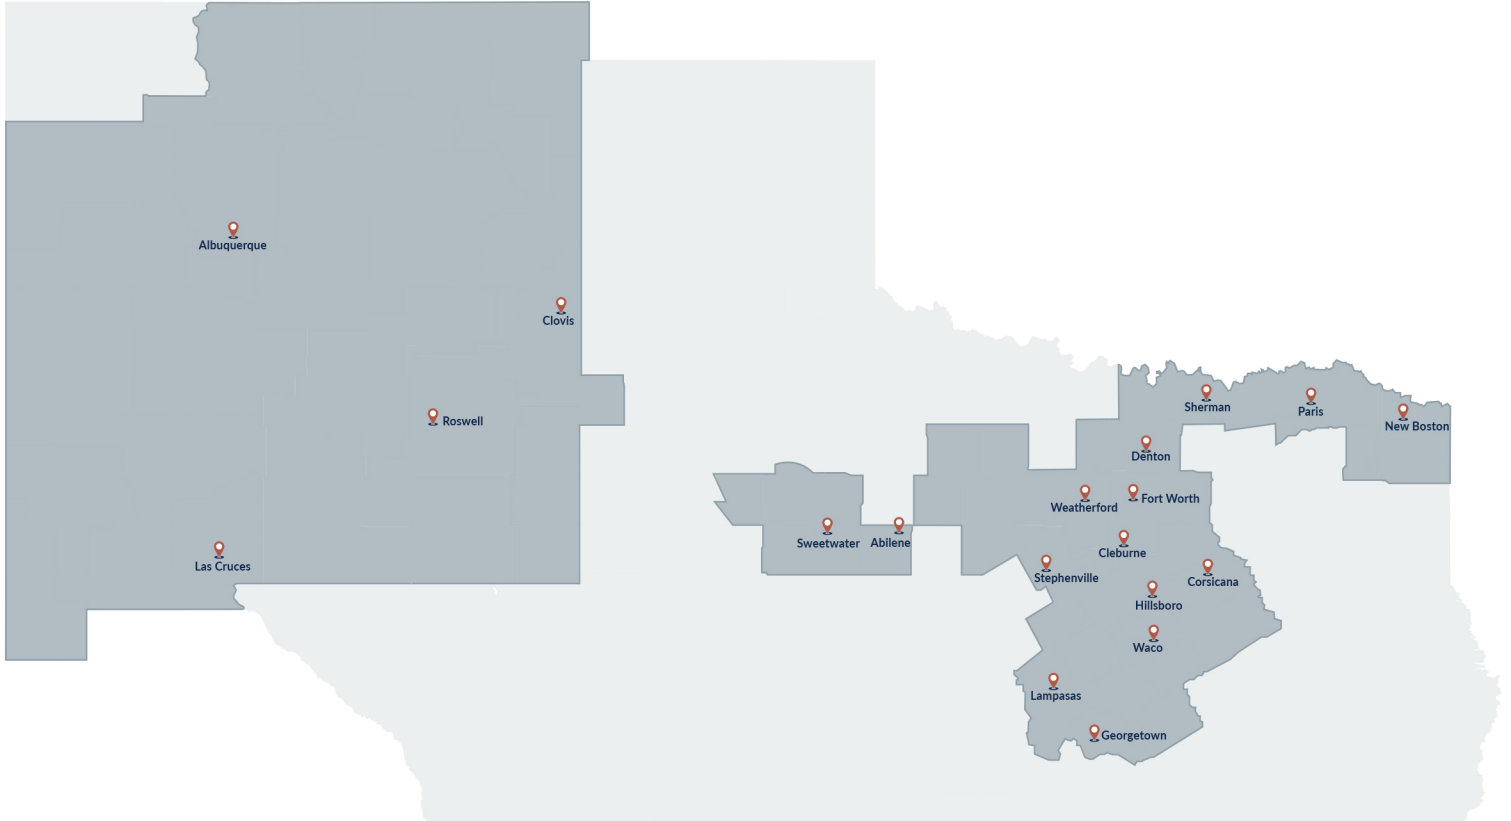 Albuquerque
Clovis
Roswell
Las Cruces
Sherman
Paris
New Boston
Denton
Weatherford
Fort Worth
Sweetwater
Abilene
Cleburne
Stephenville
Corsicana
Hillsboro
Waco
Lampasas
Georgetown